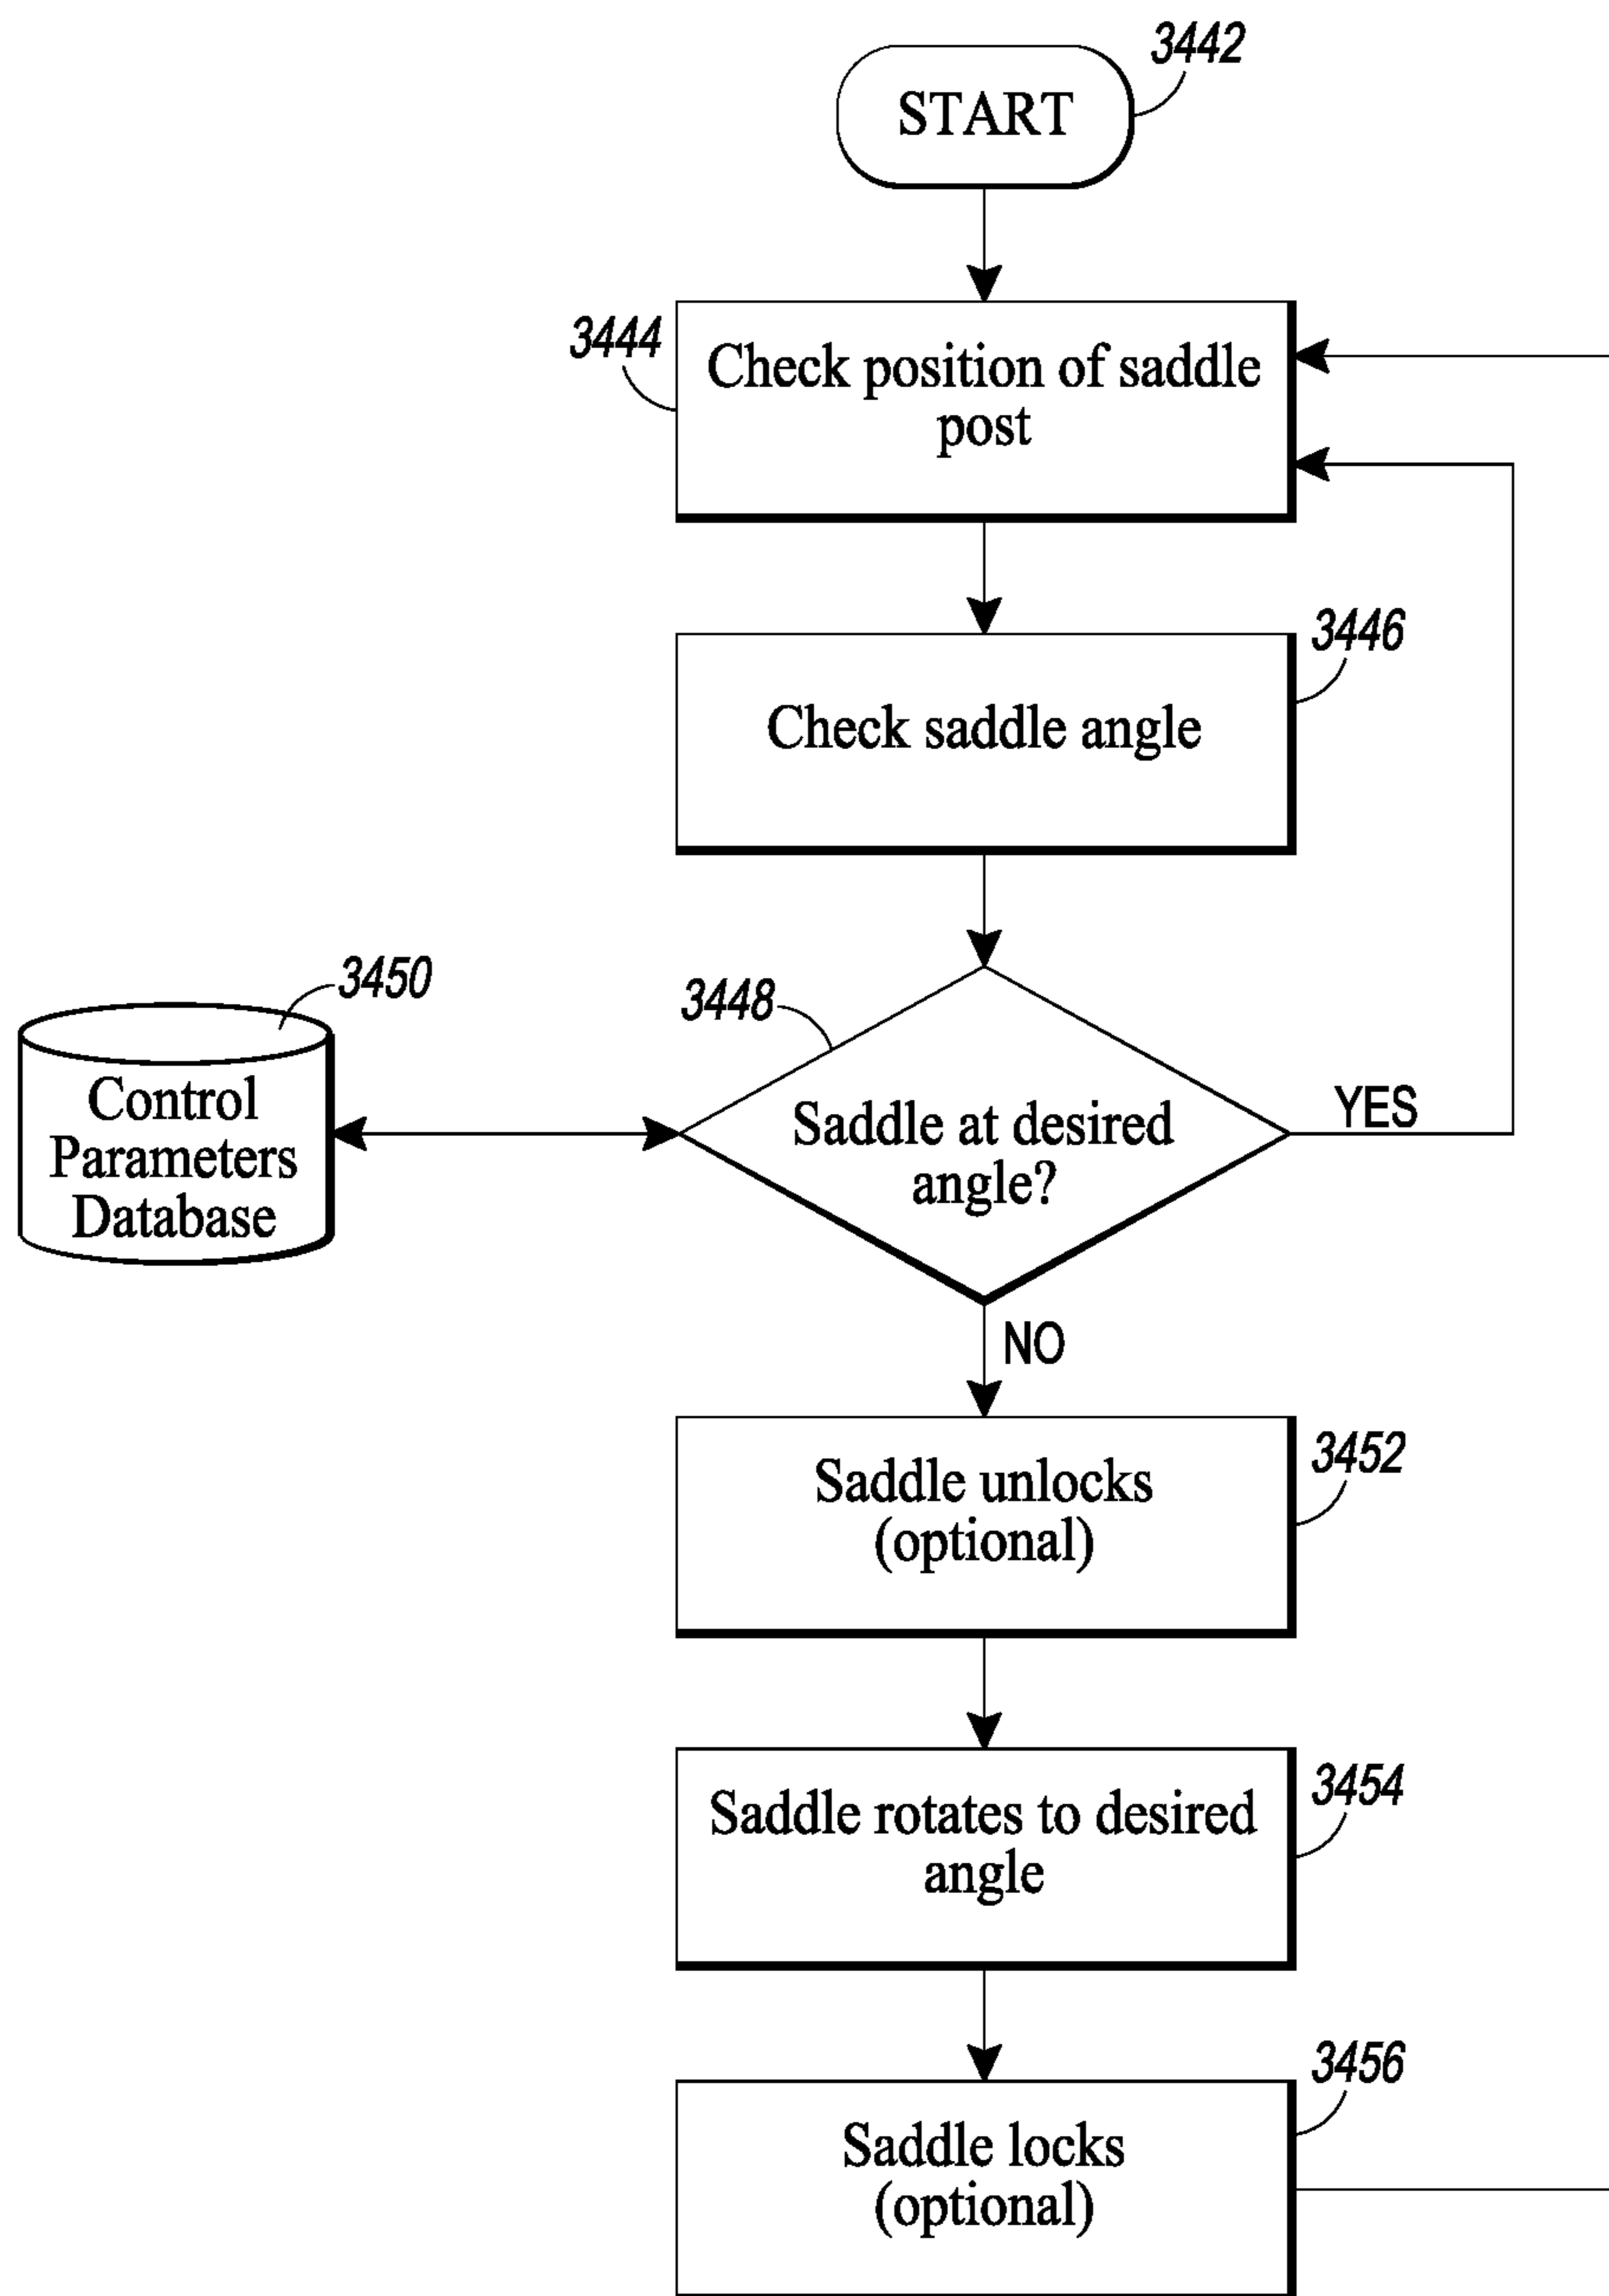 3442
START
3444
Check position of saddle
post
3446
Check saddle angle
3450
3448
Control
Parameters
Database
Saddle at desired
angle?
YES
NO
3452
Saddle unlocks
(optional)
3454
Saddle rotates to desired
angle
3456
Saddle locks
(optional)